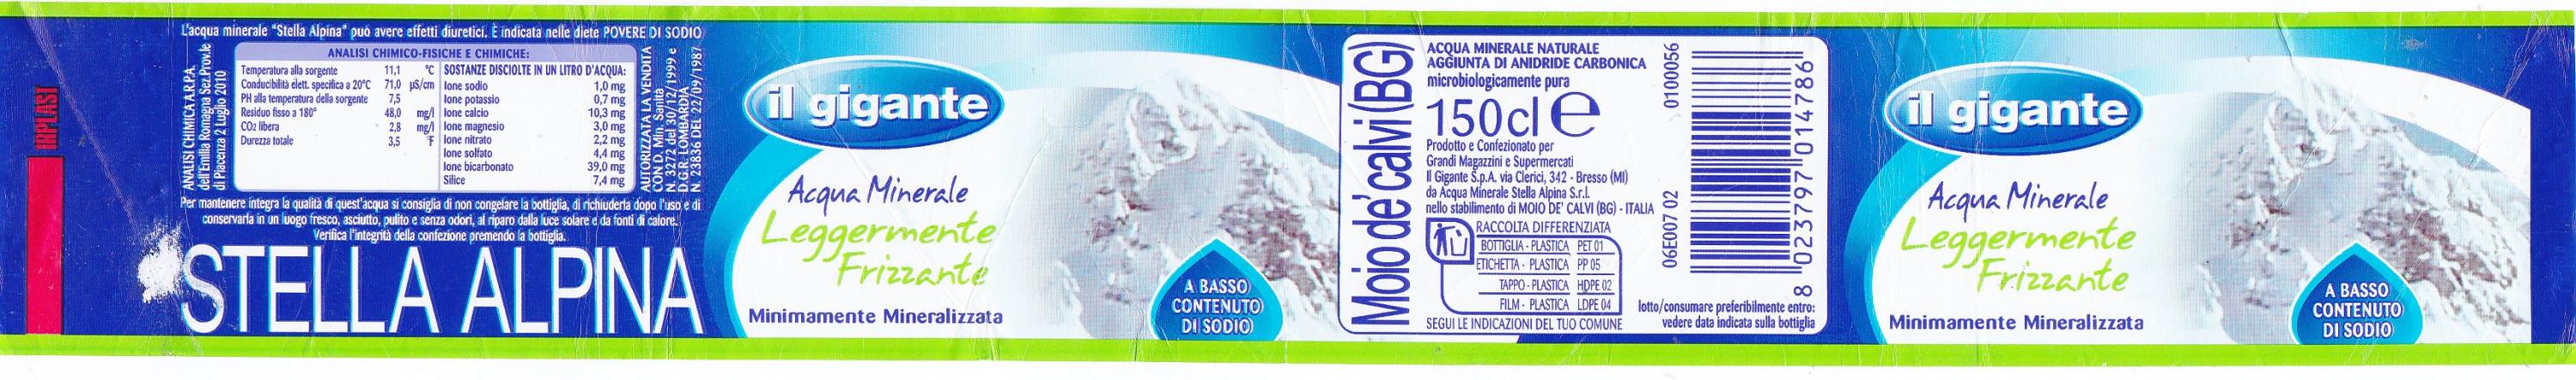 IRPLAST
L'acqua minerale "Stella Alpina" può avere effetti diuretici. È indicata nelle diete POVERE DI SODIO
ANALISI CHIMICA A.R.P.A.
dell'Emilia Romagna Sez.Prov.le
di Piacenza 2 Luglio 2010
ANALISI CHIMICO-FISICHE E CHIMICHE:
Temperatura alla sorgente 11,1 °C
Conducibilità elett. specifica a 20°C 71,0 µS/cm
PH alla temperatura della sorgente 7,5
Residuo fisso a 180° 48,0 mg/l
CO2 libera 2,8 mg/l
Durezza totale 3,5 °F
SOSTANZE DISCIOLTE IN UN LITRO D'ACQUA:
Ione sodio 1,0 mg
Ione potassio 0,7 mg
Ione calcio 10,3 mg
Ione magnesio 3,0 mg
Ione nitrato 2,2 mg
Ione solfato 4,4 mg
Ione bicarbonato 39,0 mg
Silice 7,4 mg
AUTORIZZATA LA VENDITA
CON D. Min. Sanità
N. 3272 del 30/2/1999 e
D.G.R. LOMBARDIA
N. 23836 DEL 22/09/1987
Per mantenere integra la qualità di quest'acqua si consiglia di non congelare la bottiglia, di richiuderla dopo l'uso e di
conservarla in un luogo fresco, asciutto, pulito e senza odori, al riparo dalla luce solare e da fonti di calore.
Verifica l'integrità della confezione premendo la bottiglia.
STELLA ALPINA
il gigante
Acqua Minerale
Leggermente
Frizzante
Minimamente Mineralizzata
A BASSO
CONTENUTO
DI SODIO
Moio de' calvi (BG)
ACQUA MINERALE NATURALE
AGGIUNTA DI ANIDRIDE CARBONICA
microbiologicamente pura
150cl e
Prodotto e Confezionato per
Grandi Magazzini e Supermercati
Il Gigante S.p.A. via Clerici, 342 - Bresso (MI)
da Acqua Minerale Stella Alpina S.r.l.
nello stabilimento di MOIO DE' CALVI (BG) - ITALIA
RACCOLTA DIFFERENZIATA
BOTTIGLIA - PLASTICA PET 01
ETICHETTA - PLASTICA PP 05
TAPPO - PLASTICA HDPE 02
FILM - PLASTICA LDPE 04
SEGUI LE INDICAZIONI DEL TUO COMUNE
0100056
06E007 02
8 023797 014786
lotto/consumare preferibilmente entro:
vedere data indicata sulla bottiglia
il gigante
Acqua Minerale
Leggermente
Frizzante
Minimamente Mineralizzata
A BASSO
CONTENUTO
DI SODIO